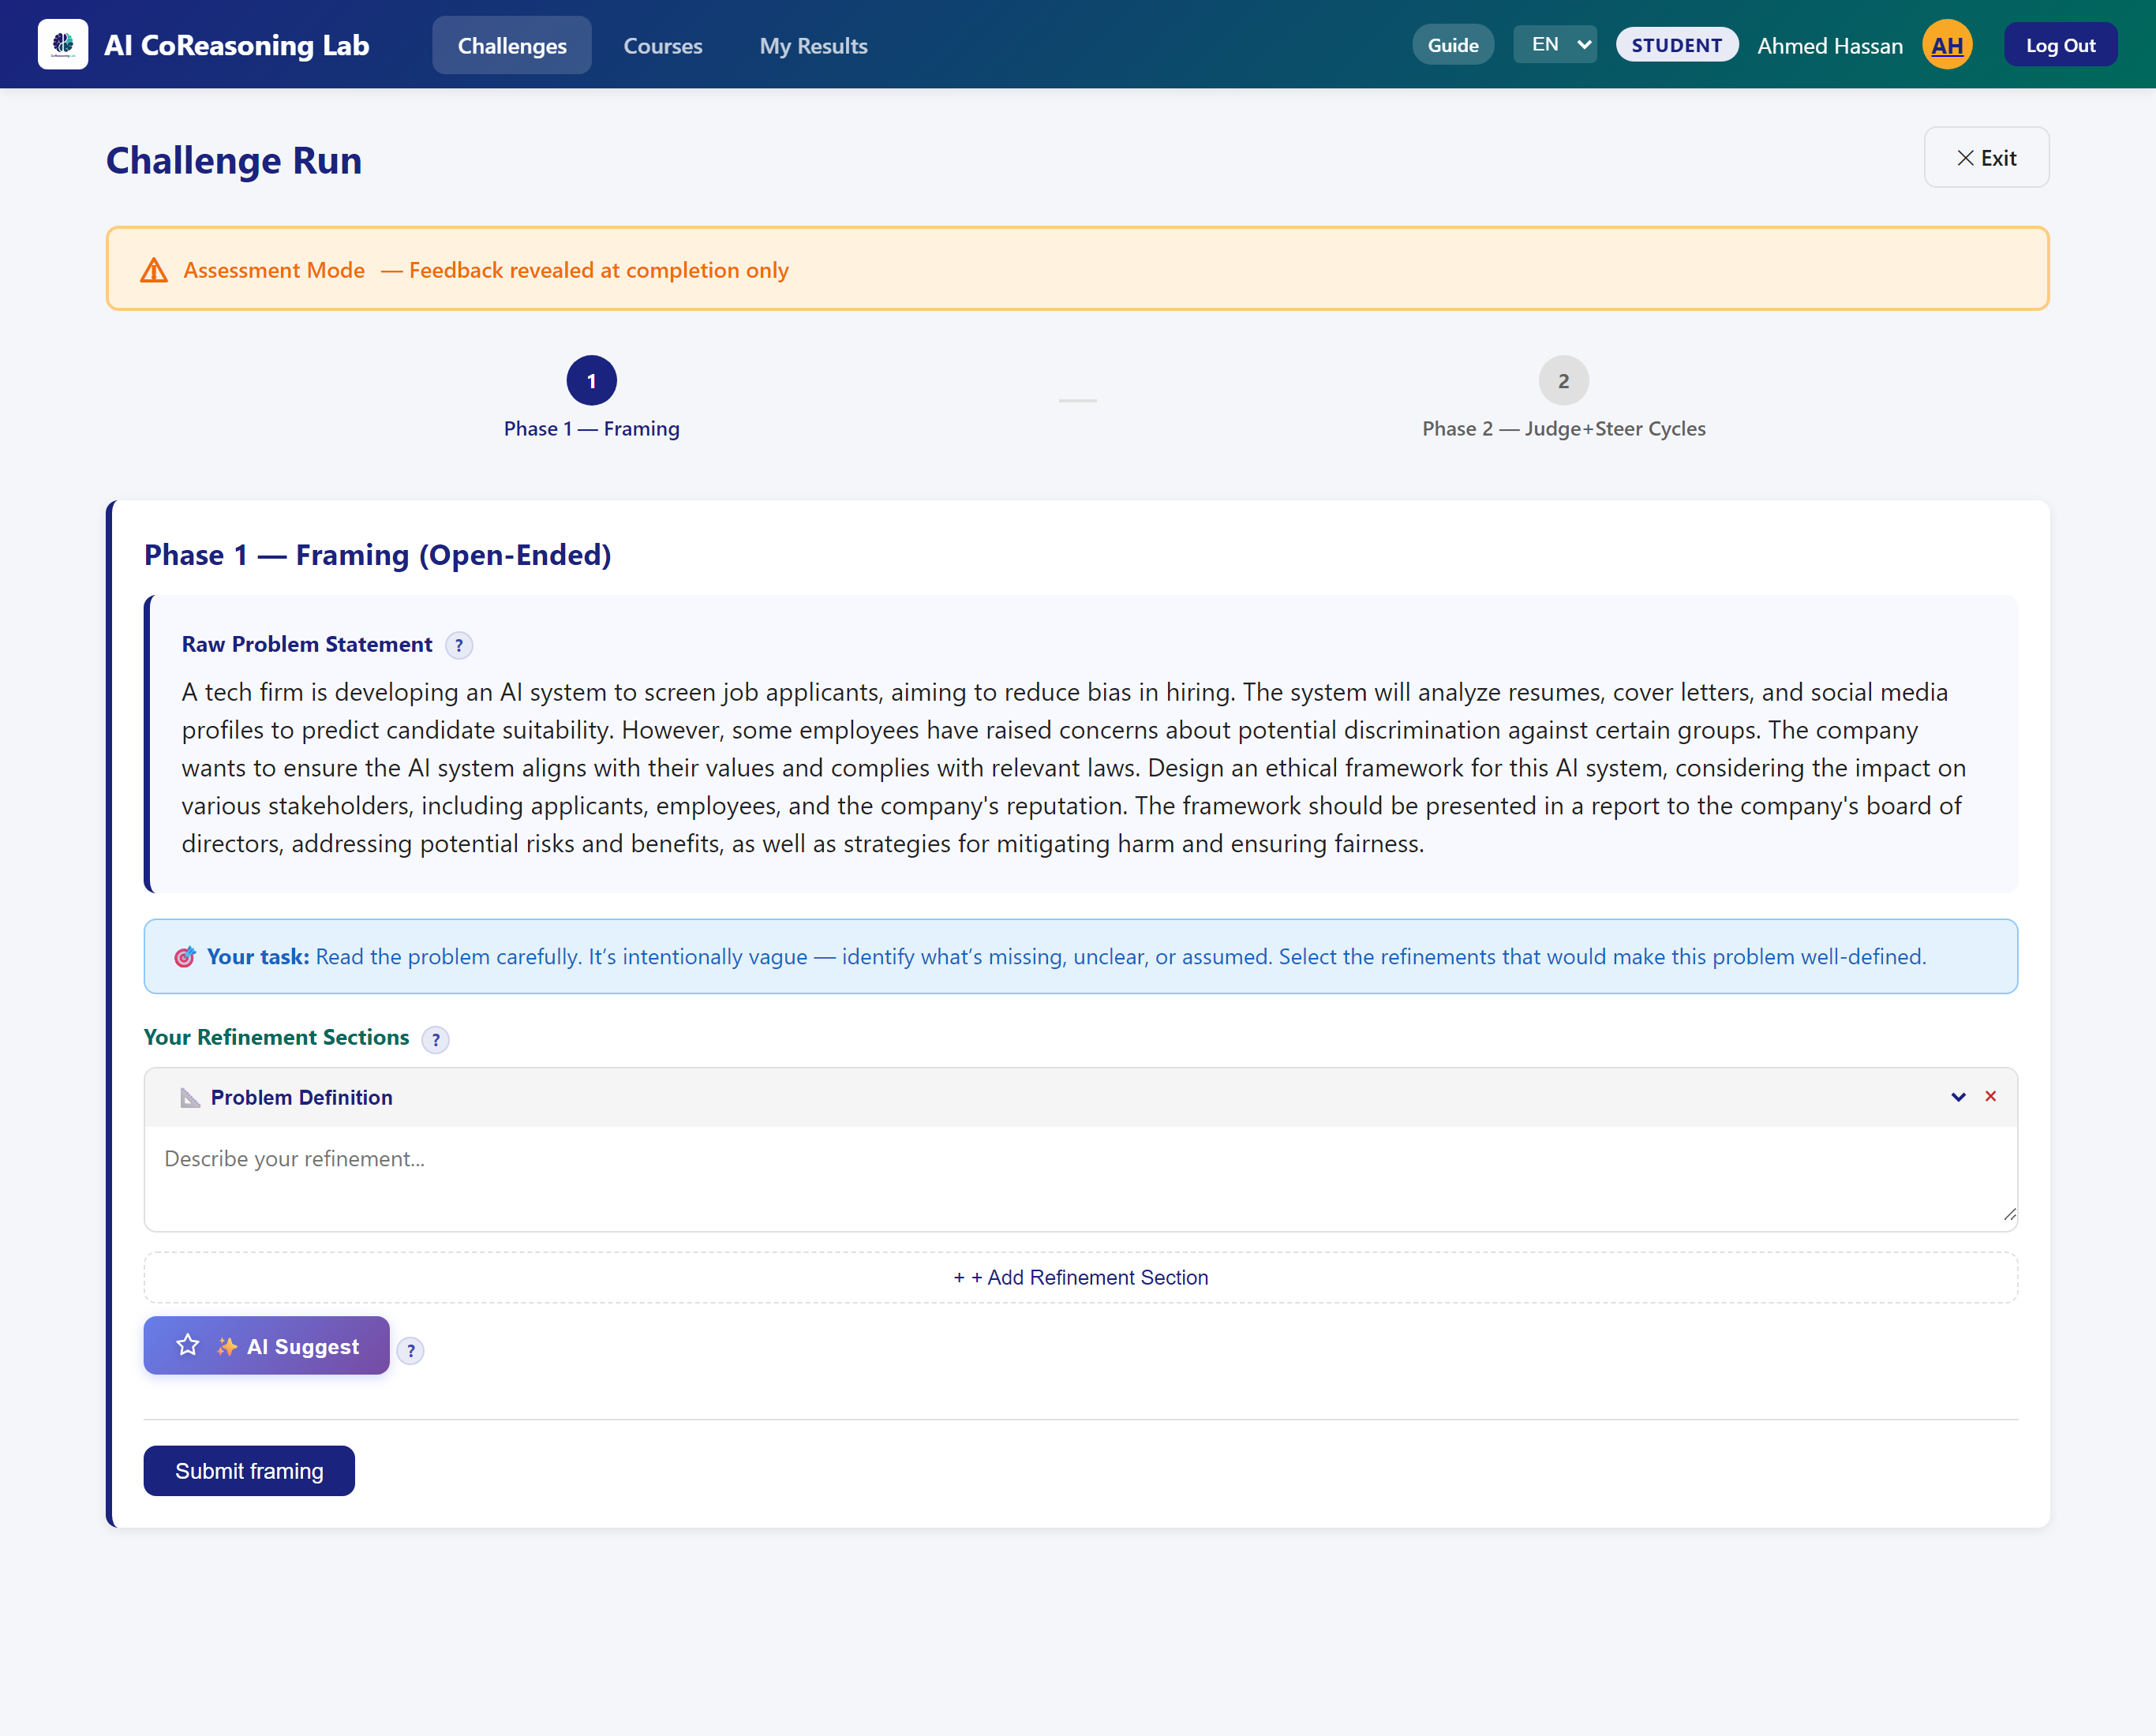 AI CoReasoning Lab
Challenges
Courses
My Results
Guide
EN
STUDENT
Ahmed Hassan
AH
Log Out
Challenge Run
Exit
Assessment Mode — Feedback revealed at completion only
1
2
Phase 1 — Framing
Phase 2 — Judge+Steer Cycles
Phase 1 — Framing (Open-Ended)
Raw Problem Statement ?
A tech firm is developing an AI system to screen job applicants, aiming to reduce bias in hiring. The system will analyze resumes, cover letters, and social media
profiles to predict candidate suitability. However, some employees have raised concerns about potential discrimination against certain groups. The company
wants to ensure the AI system aligns with their values and complies with relevant laws. Design an ethical framework for this AI system, considering the impact on
various stakeholders, including applicants, employees, and the company's reputation. The framework should be presented in a report to the company's board of
directors, addressing potential risks and benefits, as well as strategies for mitigating harm and ensuring fairness.
Your task: Read the problem carefully. It’s intentionally vague — identify what’s missing, unclear, or assumed. Select the refinements that would make this problem well-defined.
Your Refinement Sections ?
Problem Definition
Describe your refinement...
+ + Add Refinement Section
AI Suggest ?
Submit framing